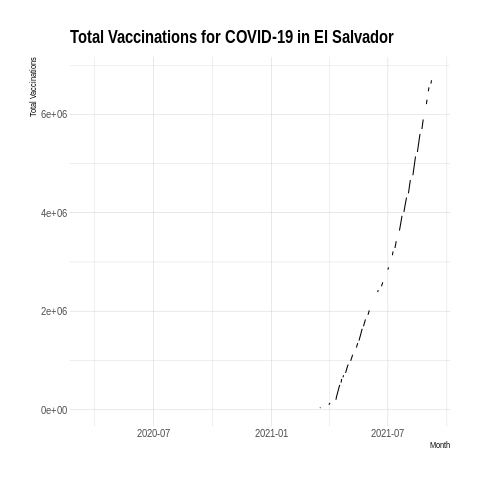 Total Vaccinations for COVID-19 in El Salvador
Total Vaccinations
6e+06
4e+06
2e+06
0e+00
2020-07
2021-01
2021-07
Month